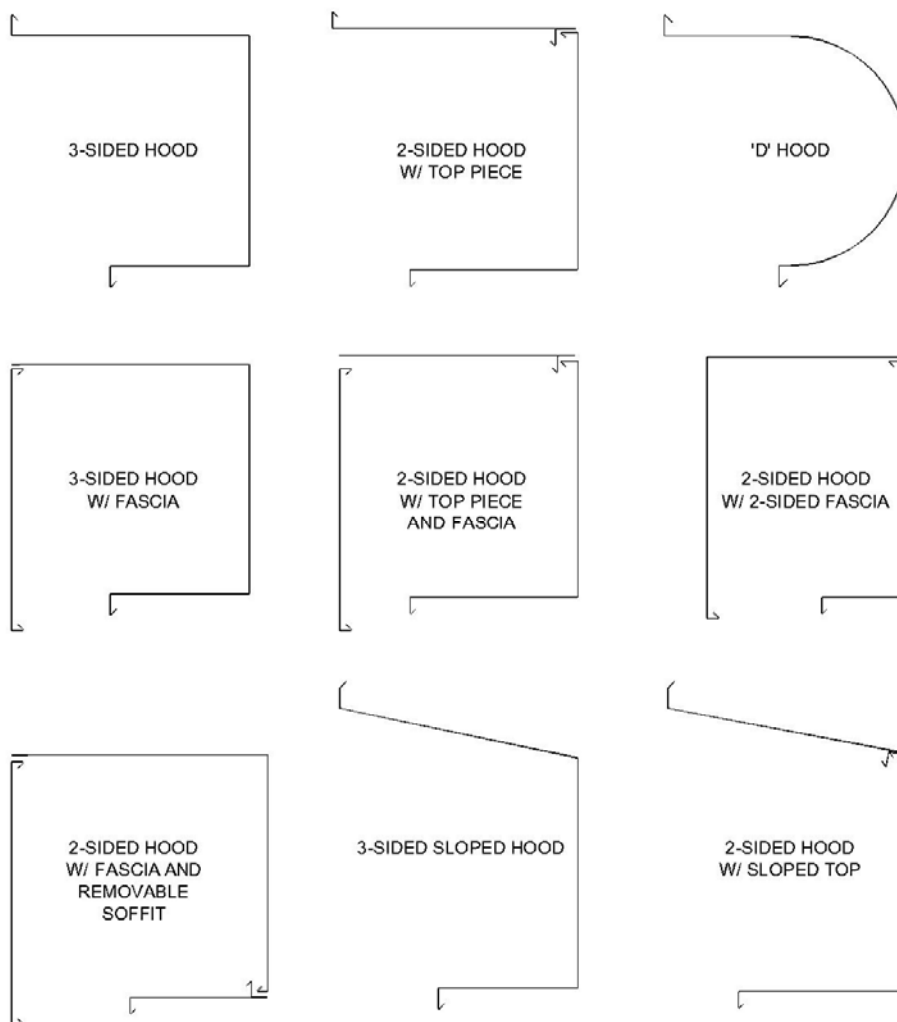 3-SIDED HOOD
2-SIDED HOOD
W/ TOP PIECE
'D' HOOD
3-SIDED HOOD
W/ FASCIA
2-SIDED HOOD
W/ TOP PIECE
AND FASCIA
2-SIDED HOOD
W/ 2-SIDED FASCIA
2-SIDED HOOD
W/ FASCIA AND
REMOVABLE
SOFFIT
3-SIDED SLOPED HOOD
2-SIDED HOOD
W/ SLOPED TOP